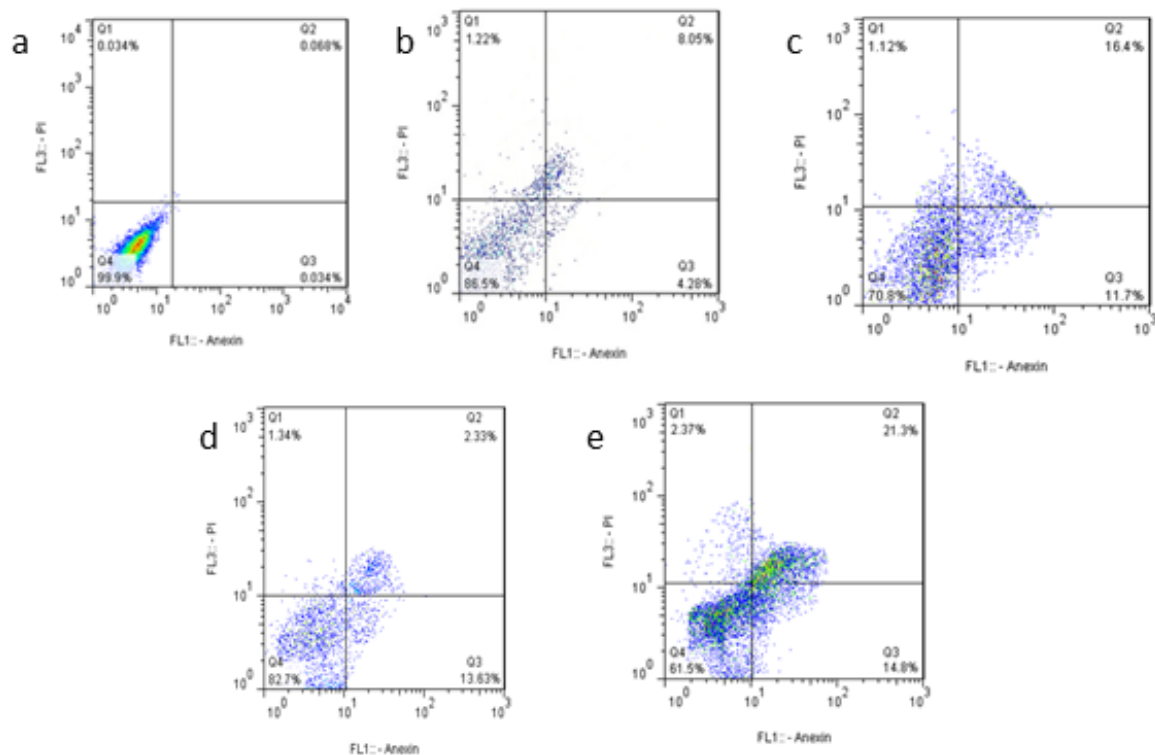 a
Q1
0.034%
Q2
0.068%
Q4
99.9%
Q3
0.034%
10^4
10^3
10^2
10^1
10^0
10^0 10^1 10^2 10^3 10^4
FL3:: - PI
FL1:: - Anexin
b
Q1
1.22%
Q2
8.05%
Q4
86.5%
Q3
4.28%
10^3
10^2
10^1
10^0
10^0 10^1 10^2 10^3
FL3:: - PI
FL1:: - Anexin
c
Q1
1.12%
Q2
16.4%
Q4
70.8%
Q3
11.7%
10^3
10^2
10^1
10^0
10^0 10^1 10^2 10^3
FL3:: - PI
FL1:: - Anexin
d
Q1
1.34%
Q2
2.33%
Q4
82.7%
Q3
13.63%
10^3
10^2
10^1
10^0
10^0 10^1 10^2 10^3
FL3:: - PI
FL1:: - Anexin
e
Q1
2.37%
Q2
21.3%
Q4
61.5%
Q3
14.8%
10^3
10^2
10^1
10^0
10^0 10^1 10^2 10^3
FL3:: - PI
FL1:: - Anexin